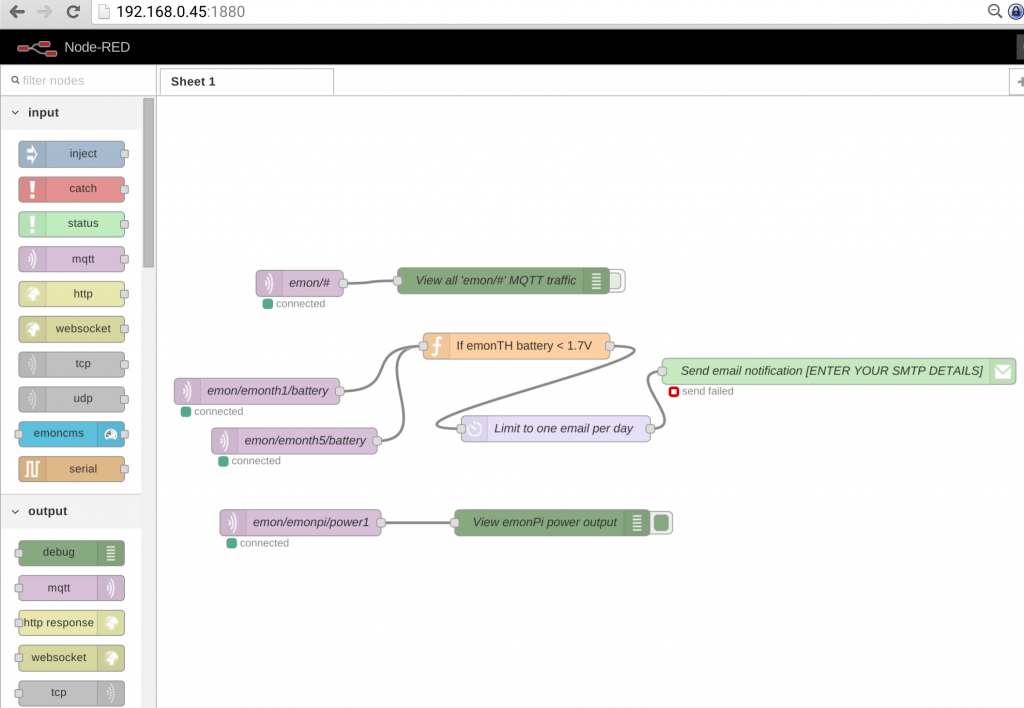 192.168.0.45:1880
Node-RED
filter nodes
Sheet 1
input
inject
catch
status
mqtt
http
websocket
tcp
udp
emoncms
serial
output
debug
mqtt
http response
websocket
tcp
emon/#
connected
View all 'emon/#' MQTT traffic
If emonTH battery < 1.7V
emon/emonth1/battery
connected
emon/emonth5/battery
connected
Limit to one email per day
Send email notification [ENTER YOUR SMTP DETAILS]
send failed
emon/emonpi/power1
connected
View emonPi power output